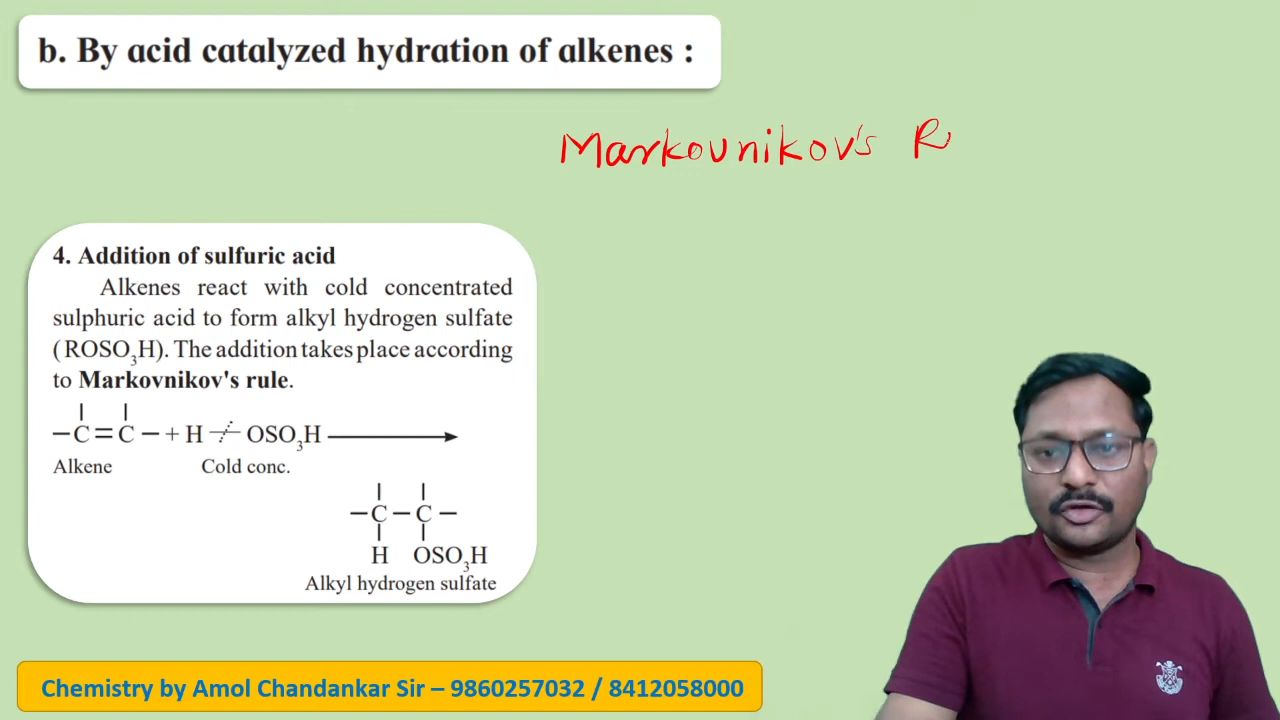 b. By acid catalyzed hydration of alkenes :
Markovnikov's R
4. Addition of sulfuric acid
Alkenes react with cold concentrated
sulphuric acid to form alkyl hydrogen sulfate
(ROSO₃H). The addition takes place according
to Markovnikov's rule.
–C=C–+H–OSO₃H
Alkene Cold conc.
–C–C–
H OSO₃H
Alkyl hydrogen sulfate
Chemistry by Amol Chandankar Sir – 9860257032 / 8412058000